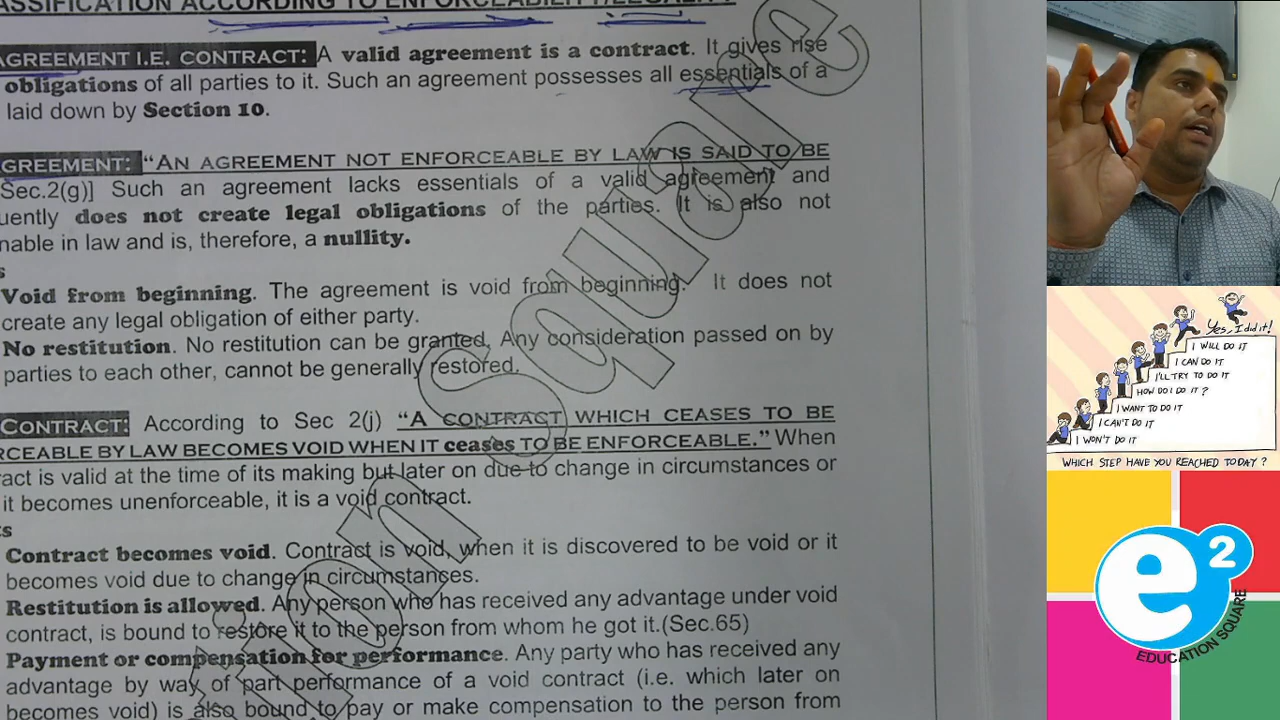 ASSIFICATION ACCORDING TO ENFORCEABILITY/LEGALITY
AGREEMENT I.E. CONTRACT: A valid agreement is a contract. It gives rise
obligations of all parties to it. Such an agreement possesses all essentials of a
laid down by Section 10.
AGREEMENT: "AN AGREEMENT NOT ENFORCEABLE BY LAW IS SAID TO BE
Sec.2(g)] Such an agreement lacks essentials of a valid agreement and
uently does not create legal obligations of the parties. It is also not
nable in law and is, therefore, a nullity.
s
Void from beginning. The agreement is void from beginning. It does not
create any legal obligation of either party.
No restitution. No restitution can be granted. Any consideration passed on by
parties to each other, cannot be generally restored.
CONTRACT: According to Sec 2(j) "A CONTRACT WHICH CEASES TO BE
RCEABLE BY LAW BECOMES VOID WHEN IT ceases TO BE ENFORCEABLE." When
ract is valid at the time of its making but later on due to change in circumstances or
it becomes unenforceable, it is a void contract.
ts
Contract becomes void. Contract is void, when it is discovered to be void or it
becomes void due to change in circumstances.
Restitution is allowed. Any person who has received any advantage under void
contract, is bound to restore it to the person from whom he got it.(Sec.65)
Payment or compensation for performance. Any party who has received any
advantage by way of part performance of a void contract (i.e. which later on
becomes void) is also bound to pay or make compensation to the person from
Square
Yes, I did it!
I WILL DO IT
I CAN DO IT
I'LL TRY TO DO IT
HOW DO I DO IT ?
I WANT TO DO IT
I CAN'T DO IT
I WON'T DO IT
WHICH STEP HAVE YOU REACHED TODAY ?
e2
EDUCATION SQUARE